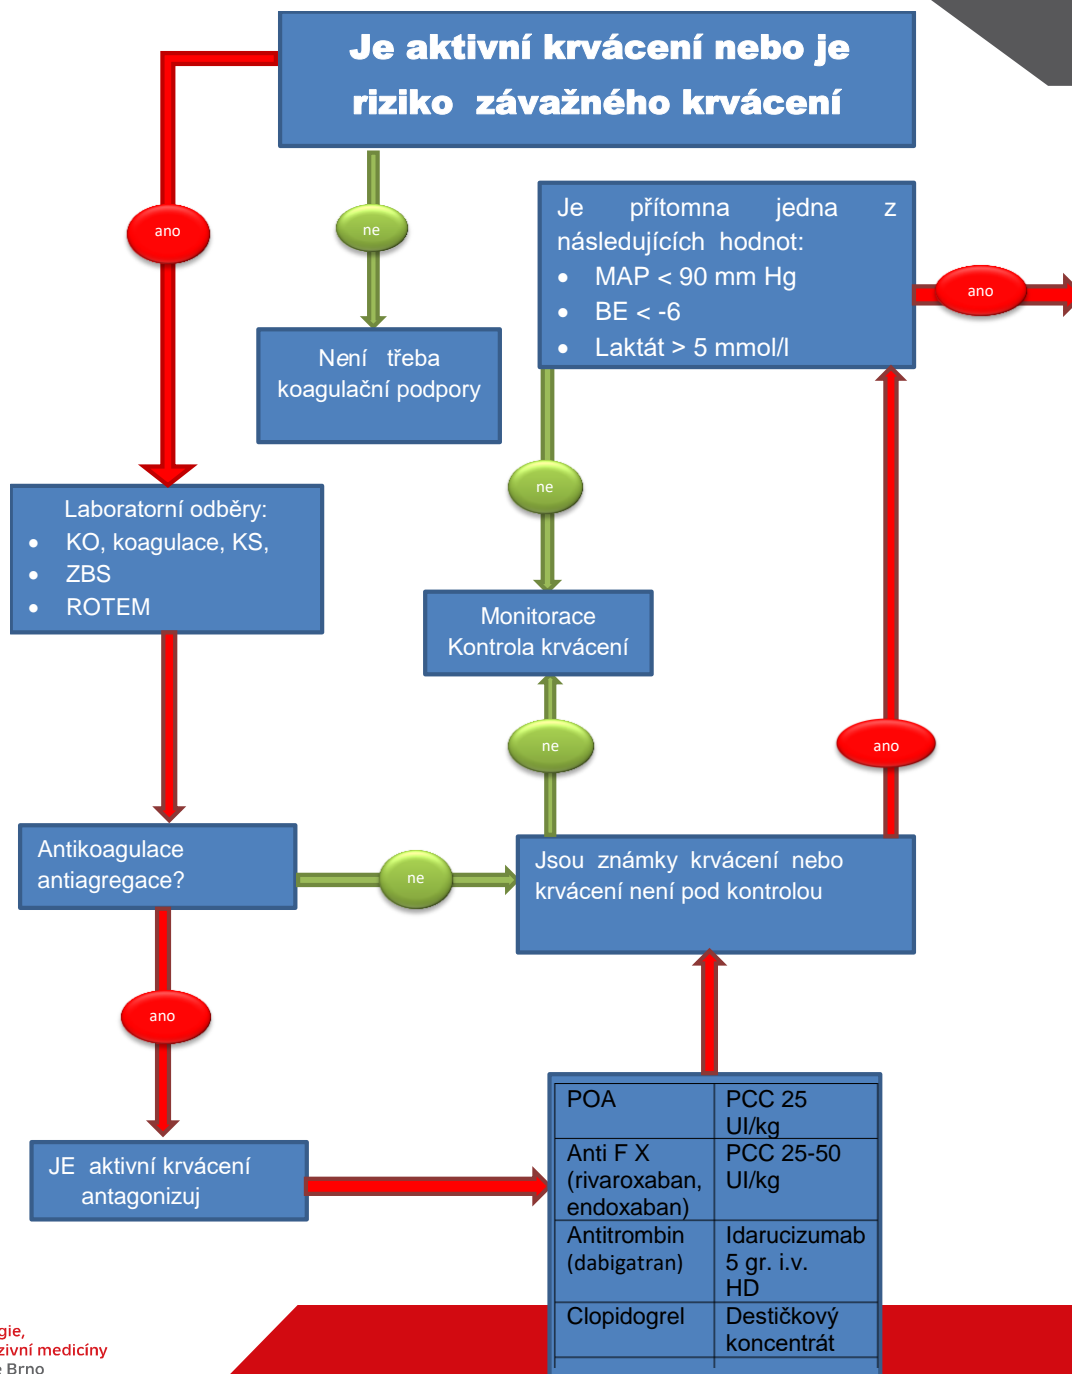 Je aktivní krvácení nebo je
riziko závažného krvácení
ano
ne
Je přítomna jedna z
následujících hodnot:
• MAP < 90 mm Hg
• BE < -6
• Laktát > 5 mmol/l
ano
Není třeba
koagulační podpory
ne
Laboratorní odběry:
• KO, koagulace, KS,
• ZBS
• ROTEM
Monitorace
Kontrola krvácení
ne
ano
Antikoagulace
antiagregace?
ne
Jsou známky krvácení nebo
krvácení není pod kontrolou
ano
JE aktivní krvácení
antagonizuj
POA
PCC 25
UI/kg
Anti F X
(rivaroxaban,
endoxaban)
PCC 25-50
UI/kg
Antitrombin
(dabigatran)
Idarucizumab
5 gr. i.v.
HD
Clopidogrel
Destičkový
koncentrát
gie,
zivní medicíny
e Brno